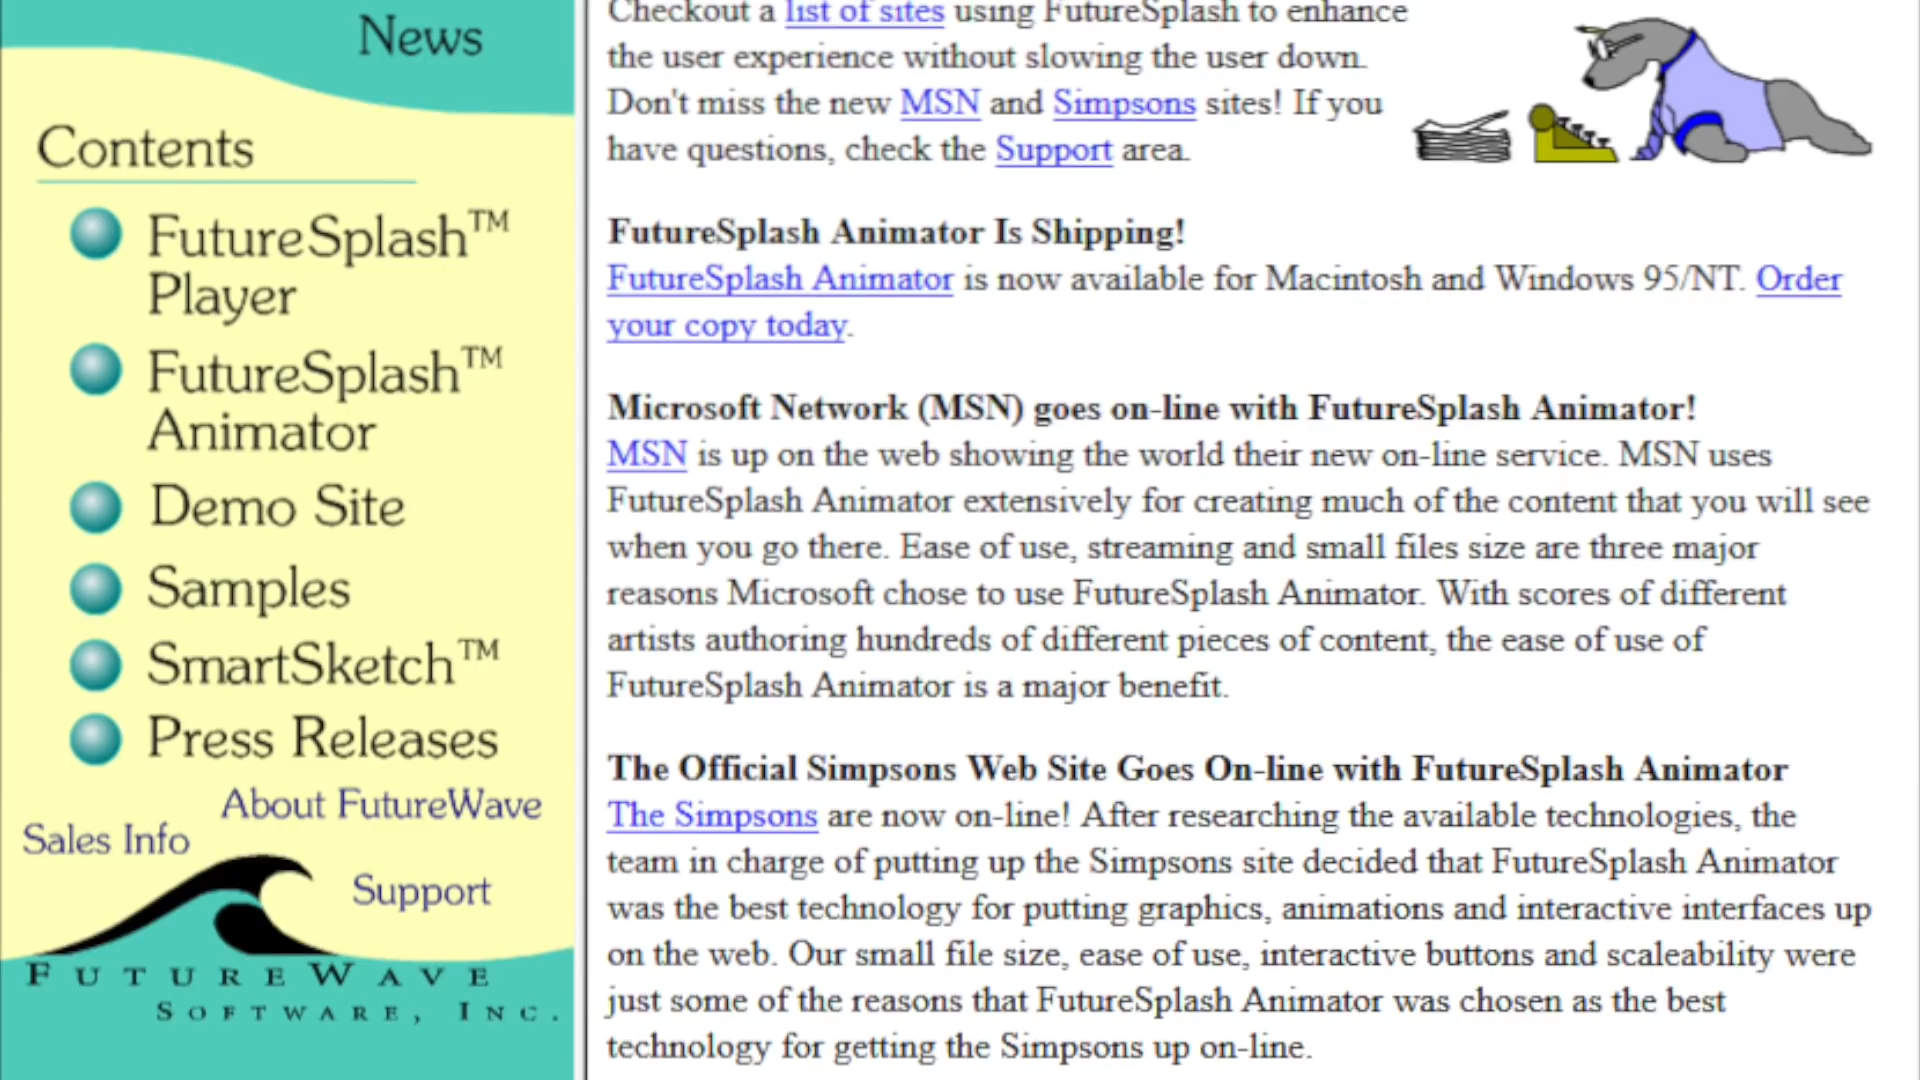 News
Contents
FutureSplash™
Player
FutureSplash™
Animator
Demo Site
Samples
SmartSketch™
Press Releases
About FutureWave
Sales Info
Support
FUTUREWAVE
SOFTWARE, INC.
Checkout a list of sites using FutureSplash to enhance
the user experience without slowing the user down.
Don't miss the new MSN and Simpsons sites! If you
have questions, check the Support area.
FutureSplash Animator Is Shipping!
FutureSplash Animator is now available for Macintosh and Windows 95/NT. Order
your copy today.
Microsoft Network (MSN) goes on-line with FutureSplash Animator!
MSN is up on the web showing the world their new on-line service. MSN uses
FutureSplash Animator extensively for creating much of the content that you will see
when you go there. Ease of use, streaming and small files size are three major
reasons Microsoft chose to use FutureSplash Animator. With scores of different
artists authoring hundreds of different pieces of content, the ease of use of
FutureSplash Animator is a major benefit.
The Official Simpsons Web Site Goes On-line with FutureSplash Animator
The Simpsons are now on-line! After researching the available technologies, the
team in charge of putting up the Simpsons site decided that FutureSplash Animator
was the best technology for putting graphics, animations and interactive interfaces up
on the web. Our small file size, ease of use, interactive buttons and scaleability were
just some of the reasons that FutureSplash Animator was chosen as the best
technology for getting the Simpsons up on-line.